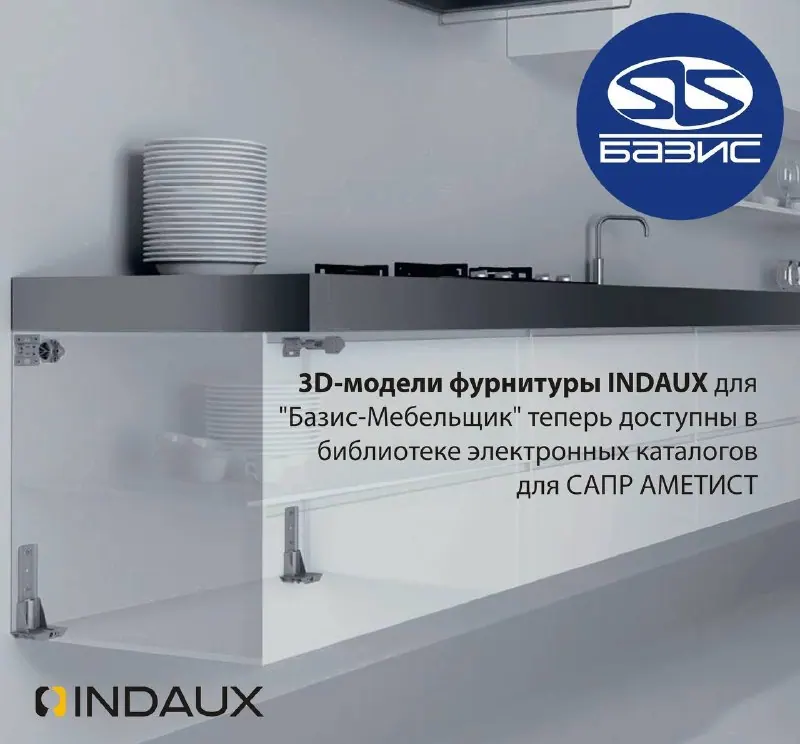 БАЗИС
3D-модели фурнитуры INDAUX для
"Базис-Мебельщик" теперь доступны в
библиотеке электронных каталогов
для САПР АМЕТИСТ
INDAUX